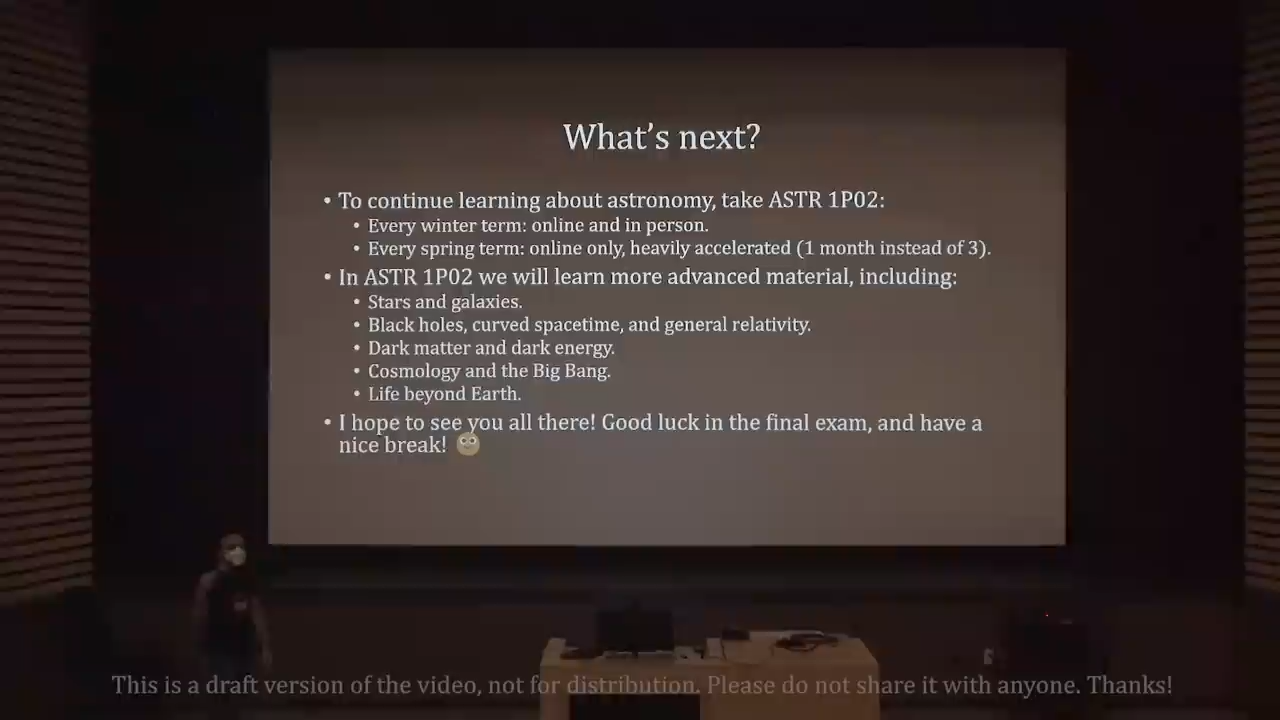 What's next?
• To continue learning about astronomy, take ASTR 1P02:
• Every winter term: online and in person.
• Every spring term: online only, heavily accelerated (1 month instead of 3).
• In ASTR 1P02 we will learn more advanced material, including:
• Stars and galaxies.
• Black holes, curved spacetime, and general relativity.
• Dark matter and dark energy.
• Cosmology and the Big Bang.
• Life beyond Earth.
• I hope to see you all there! Good luck in the final exam, and have a
nice break!
This is a draft version of the video, not for distribution. Please do not share it with anyone. Thanks!